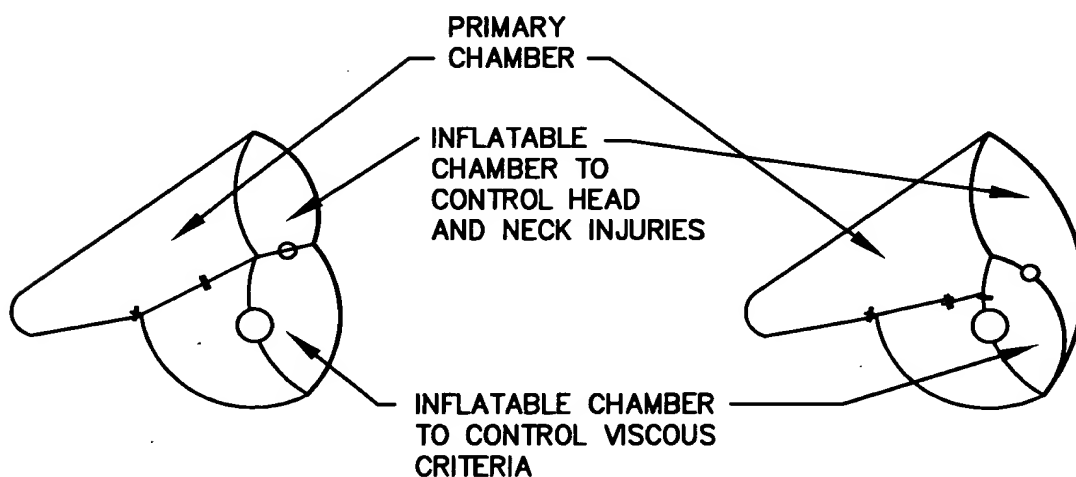 PRIMARY
CHAMBER
INFLATABLE
CHAMBER TO
CONTROL HEAD
AND NECK INJURIES
INFLATABLE CHAMBER
TO CONTROL VISCOUS
CRITERIA